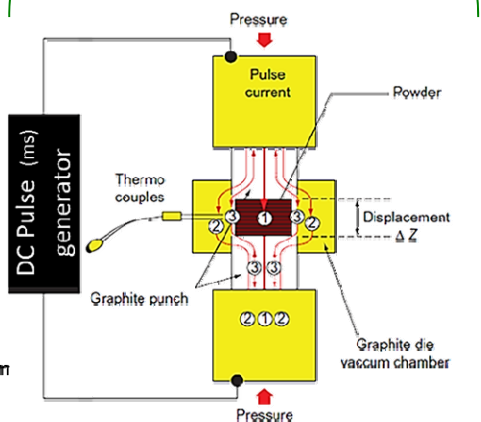 Pressure
Pulse
current
Powder
DC Pulse (ms)
generator
Thermo
couples
3
1
3
2
2
Displacement
Δ Z
3
3
Graphite punch
2 1 2
Graphite die
vaccum chamber
Pressure